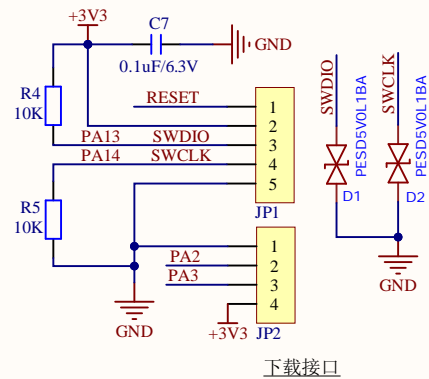 +3V3
C7
0.1uF/6.3V
GND
R4
10K
RESET
1
2
PA13 SWDIO 3
PA14 SWCLK 4
5
JP1
R5
10K
1
PA2 2
PA3 3
4
+3V3
JP2
GND
SWDIO
PESD5V0L1BA
D1
SWCLK
PESD5V0L1BA
D2
GND
下载接口